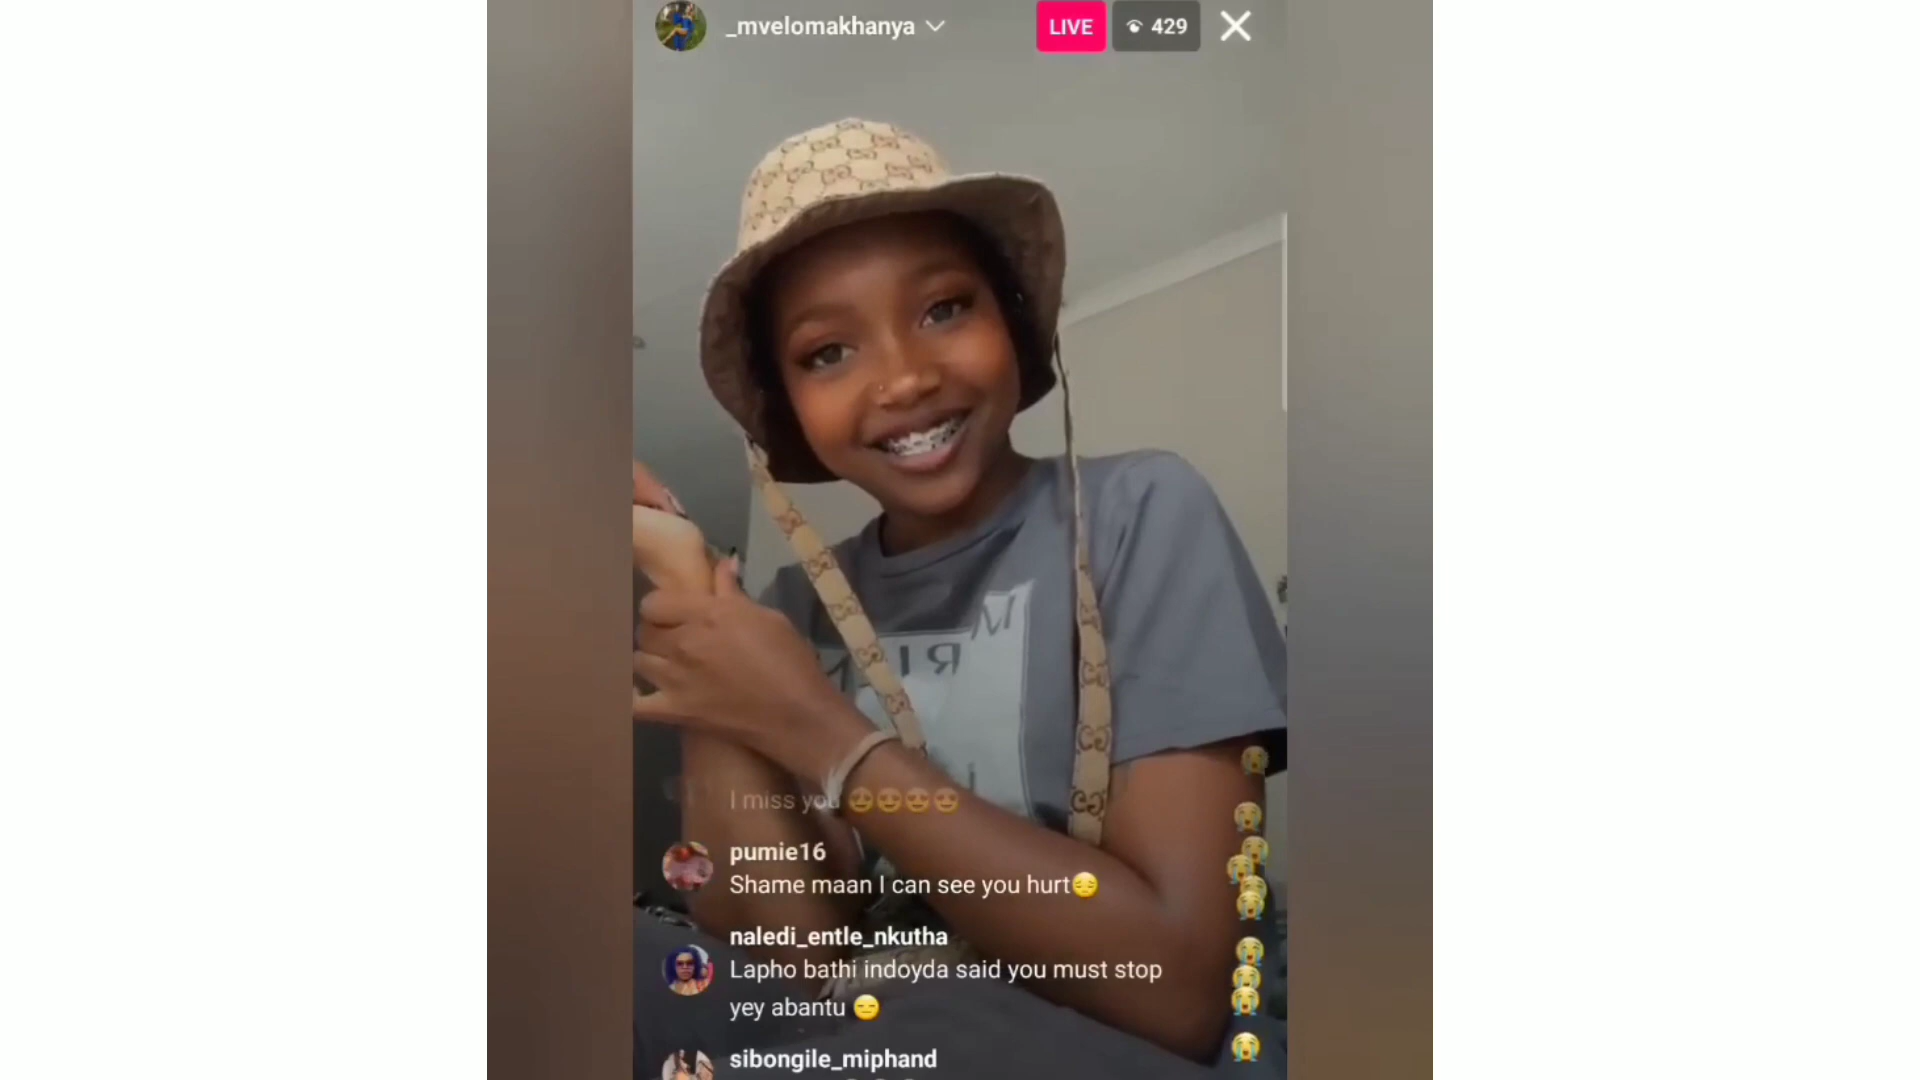 _mvelomakhanya
LIVE
429
I miss you 😍😍😍😍
pumie16
Shame maan I can see you hurt😔
naledi_entle_nkutha
Lapho bathi indoyda said you must stop
yey abantu 😑
sibongile_miphand